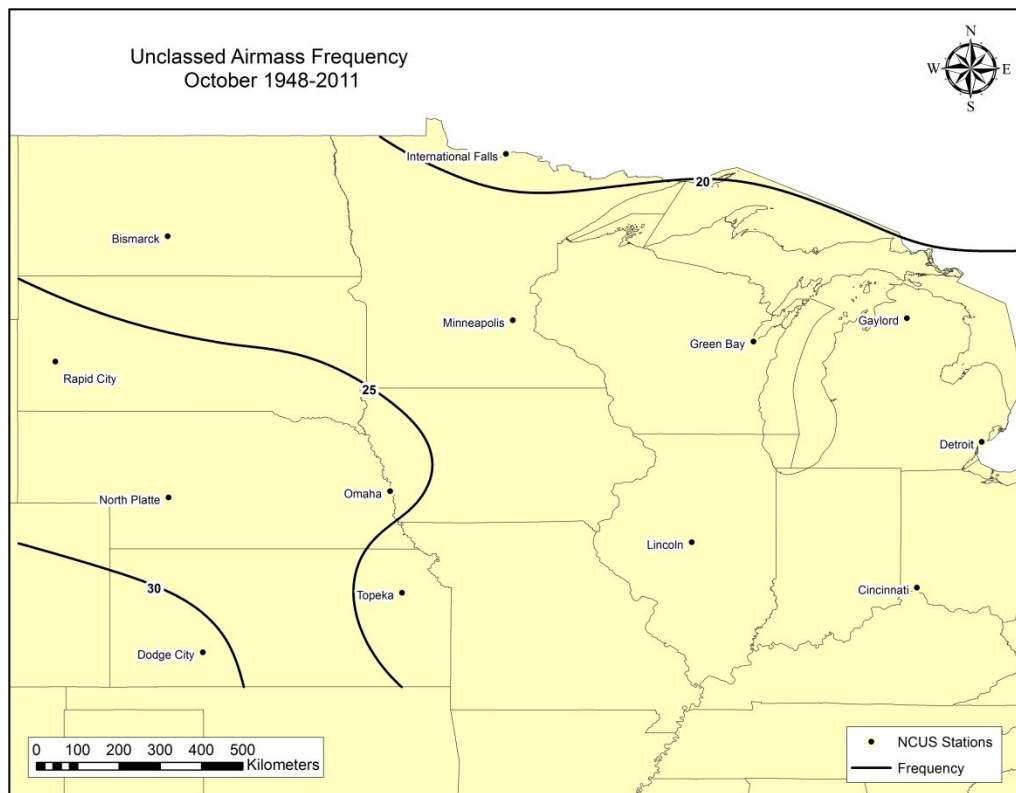 Unclassed Airmass Frequency
October 1948-2011
N
W
E
S
International Falls
20
Bismarck
Minneapolis
Gaylord
Green Bay
Rapid City
25
Detroit
North Platte
Omaha
Lincoln
30
Topeka
Cincinnati
Dodge City
0 100 200 300 400 500
Kilometers
NCUS Stations
Frequency